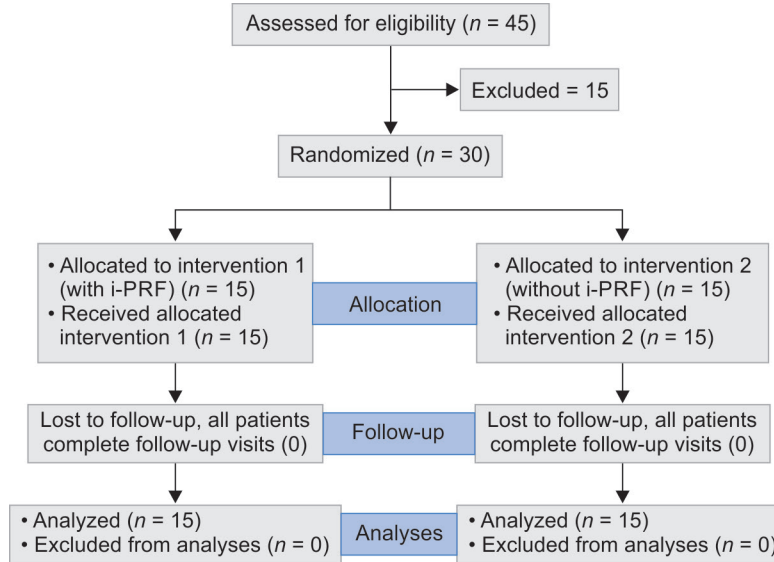 Assessed for eligibility (n = 45)
Excluded = 15
Randomized (n = 30)
• Allocated to intervention 1
(with i-PRF) (n = 15)
• Received allocated
intervention 1 (n = 15)
Allocation
• Allocated to intervention 2
(without i-PRF) (n = 15)
• Received allocated
intervention 2 (n = 15)
Lost to follow-up, all patients
complete follow-up visits (0)
Follow-up
Lost to follow-up, all patients
complete follow-up visits (0)
• Analyzed (n = 15)
• Excluded from analyses (n = 0)
Analyses
• Analyzed (n = 15)
• Excluded from analyses (n = 0)